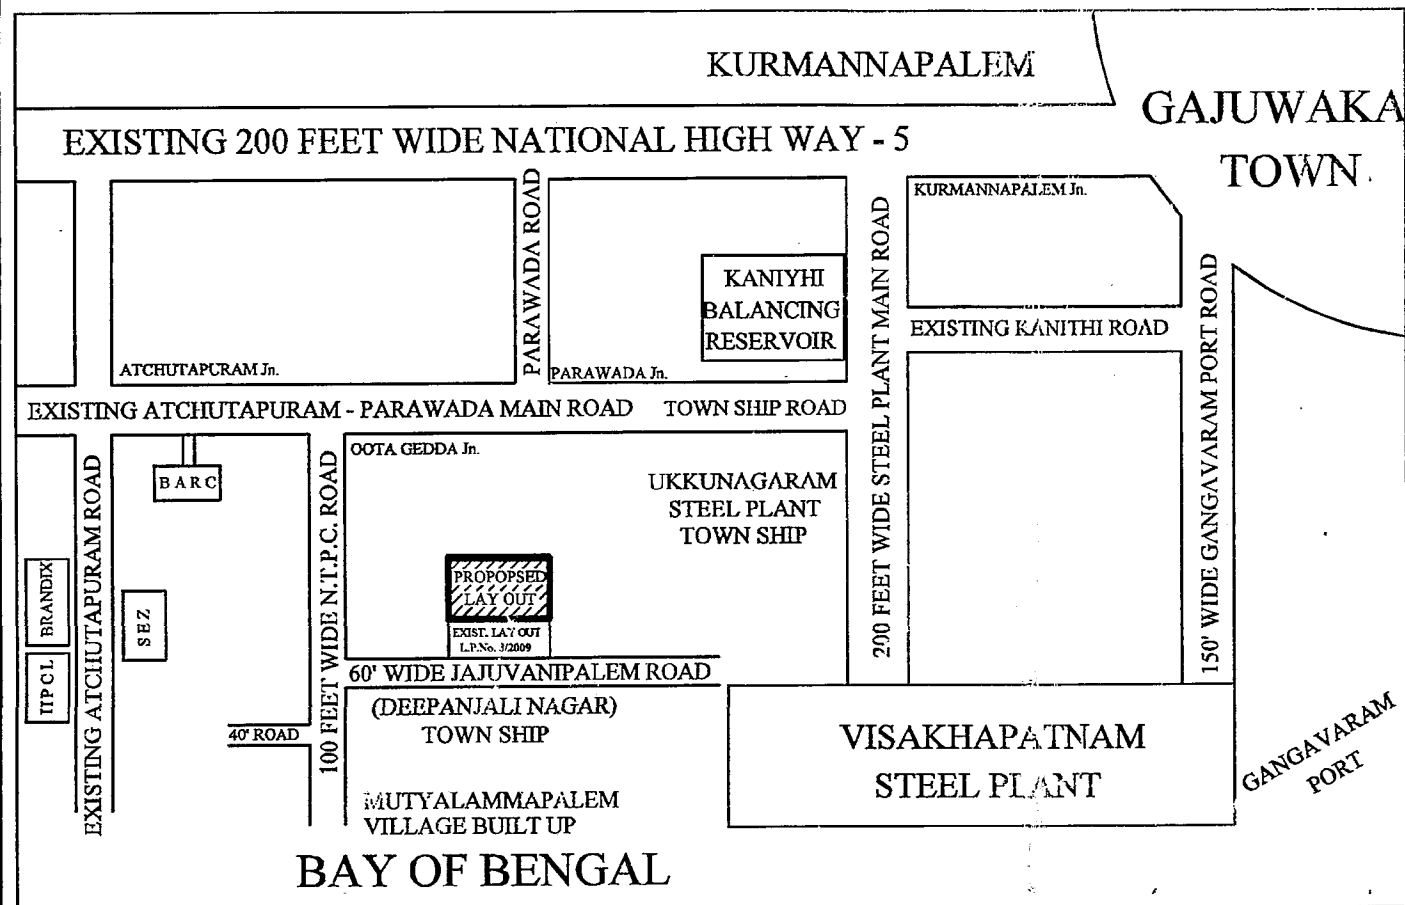 KURMANNAPALEM
GAJUWAKA
TOWN
EXISTING 200 FEET WIDE NATIONAL HIGH WAY - 5
PARAWADA ROAD
200 FEET WIDE STEEL PLANT MAIN ROAD
KURMANNAPALEM Jn.
KANIYHI
BALANCING
RESERVOIR
EXISTING KANITHI ROAD
150' WIDE GANGAVARAM PORT ROAD
ATCHUTAPURAM Jn.
PARAWADA Jn.
EXISTING ATCHUTAPURAM - PARAWADA MAIN ROAD
TOWN SHIP ROAD
EXISTING ATCHUTAPURAM ROAD
BARC
100 FEET WIDE N.T.P.C. ROAD
OOTA GEDDA Jn.
UKKUNAGARAM
STEEL PLANT
TOWN SHIP
BRANDIX
SEZ
PROPOPSED
LAY OUT
EXIST. LAY OUT
L.P.No. 3/2009
60' WIDE JAJUVANIPALEM ROAD
(DEEPANJALI NAGAR)
TOWN SHIP
40' ROAD
VISAKHAPATNAM
STEEL PLANT
GANGAVARAM
PORT
MUTYALAMMAPALEM
VILLAGE BUILT UP
BAY OF BENGAL